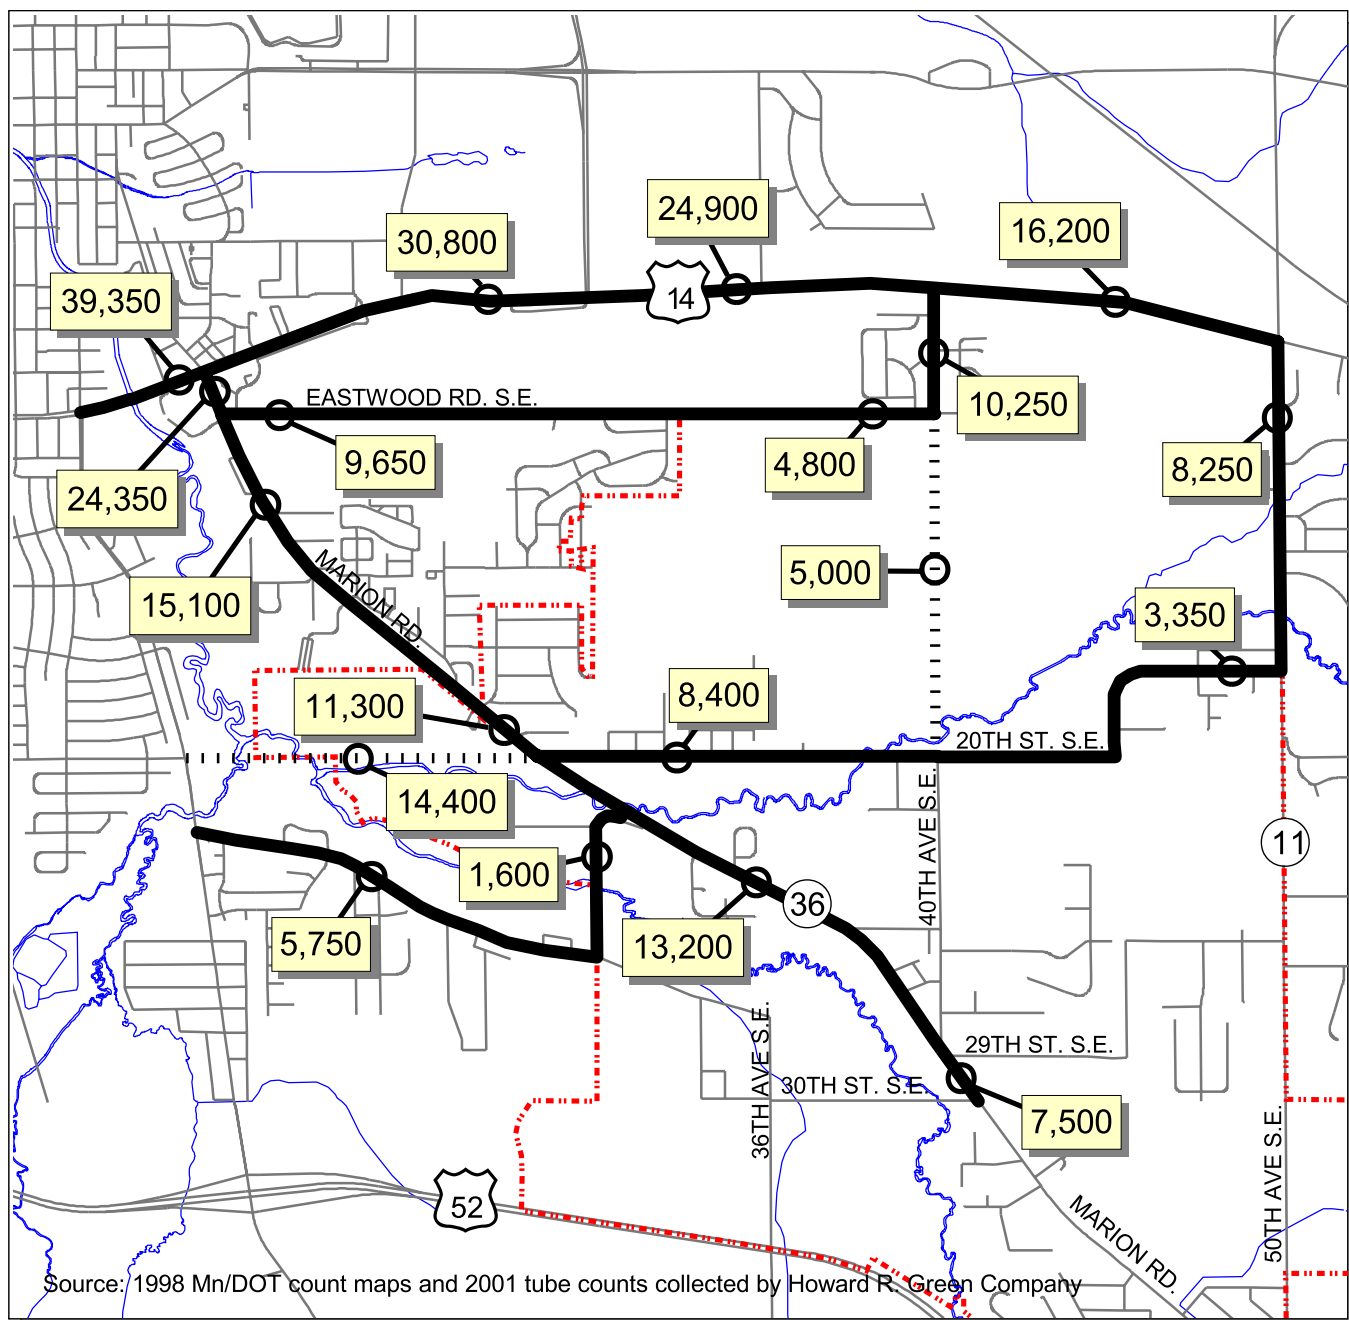 24,900
16,200
30,800
39,350
14
EASTWOOD RD. S.E.
10,250
9,650
4,800
8,250
24,350
5,000
15,100
MARION RD.
3,350
11,300
8,400
20TH ST. S.E.
14,400
40TH AVE S.E.
11
1,600
36
5,750
13,200
36TH AVE S.E.
29TH ST. S.E.
30TH ST. S.E.
7,500
50TH AVE S.E.
52
MARION RD.
Source: 1998 Mn/DOT count maps and 2001 tube counts collected by Howard R. Green Company